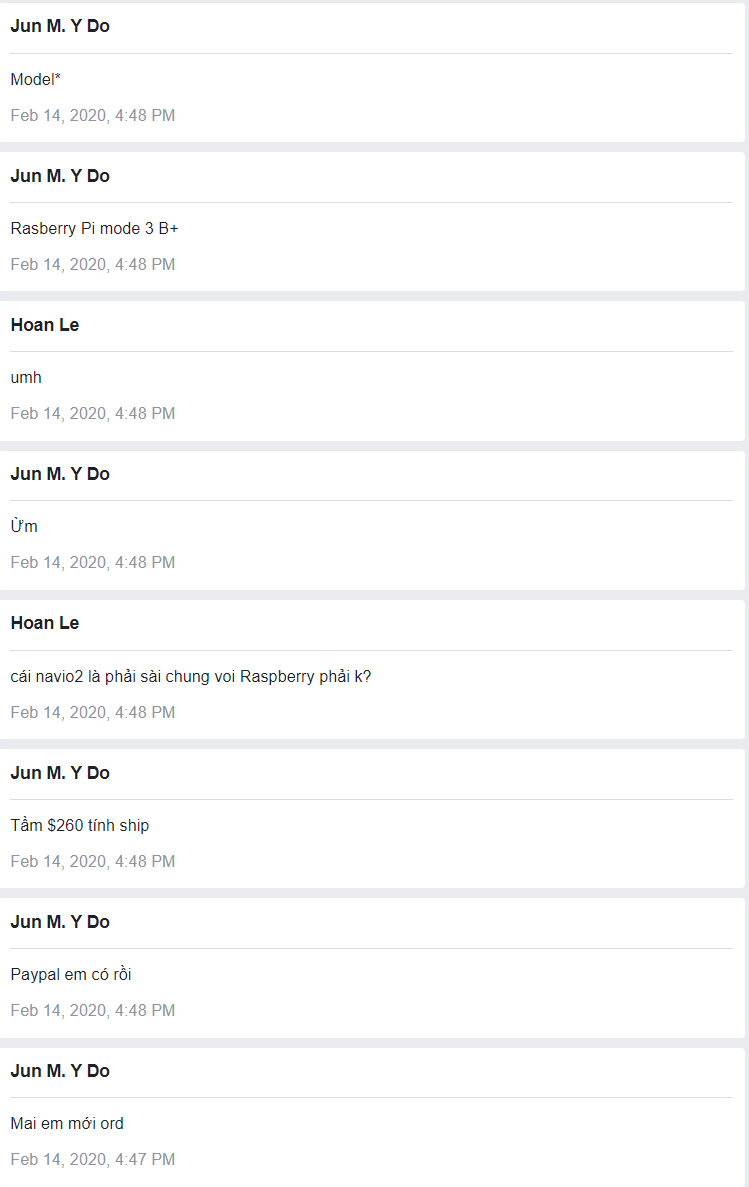 Jun M. Y Do
Model*
Feb 14, 2020, 4:48 PM
Jun M. Y Do
Rasberry Pi mode 3 B+
Feb 14, 2020, 4:48 PM
Hoan Le
umh
Feb 14, 2020, 4:48 PM
Jun M. Y Do
Ừm
Feb 14, 2020, 4:48 PM
Hoan Le
cái navio2 là phải sài chung voi Raspberry phải k?
Feb 14, 2020, 4:48 PM
Jun M. Y Do
Tầm $260 tính ship
Feb 14, 2020, 4:48 PM
Jun M. Y Do
Paypal em có rồi
Feb 14, 2020, 4:48 PM
Jun M. Y Do
Mai em mới ord
Feb 14, 2020, 4:47 PM